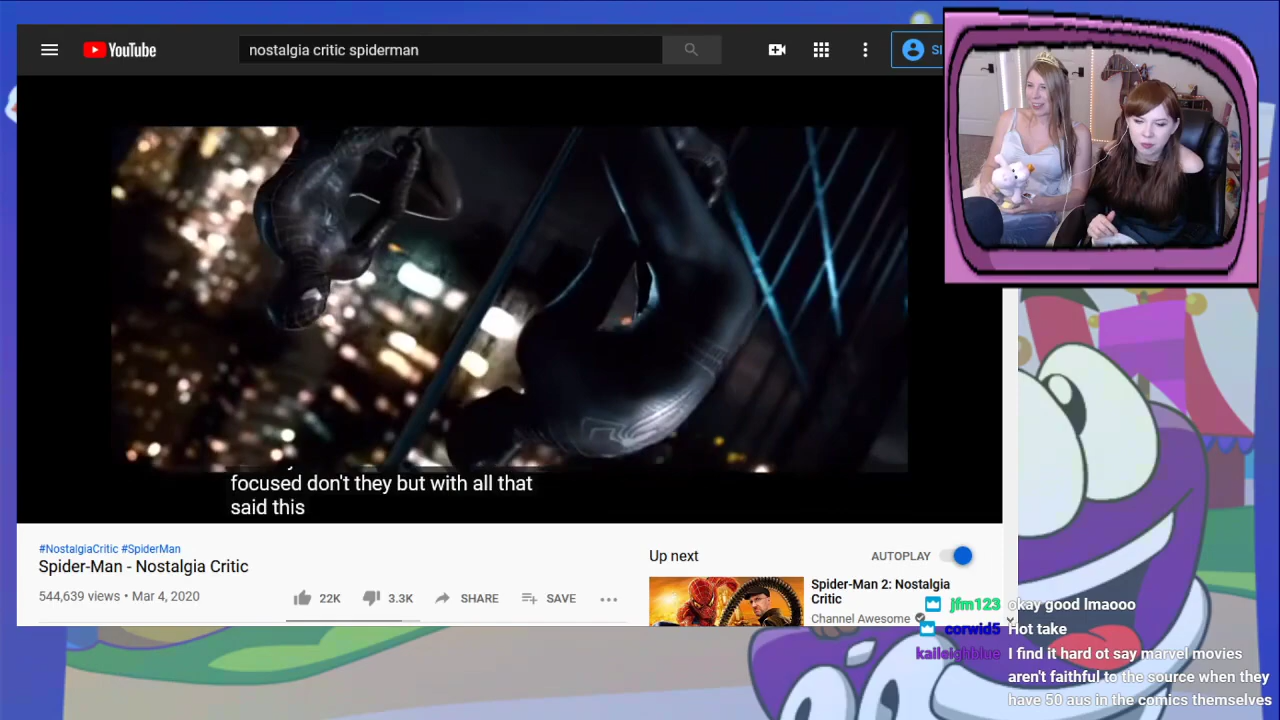 YouTube
nostalgia critic spiderman
focused don't they but with all that
said this
#NostalgiaCritic #SpiderMan
Spider-Man - Nostalgia Critic
544,639 views • Mar 4, 2020
22K
3.3K
SHARE
SAVE
Up next
AUTOPLAY
Spider-Man 2: Nostalgia
Critic
Channel Awesome
jfm123 okay good lmaooo
corwid5 Hot take
kaileighblue I find it hard ot say marvel movies
aren't faithful to the source when they
have 50 aus in the comics themselves